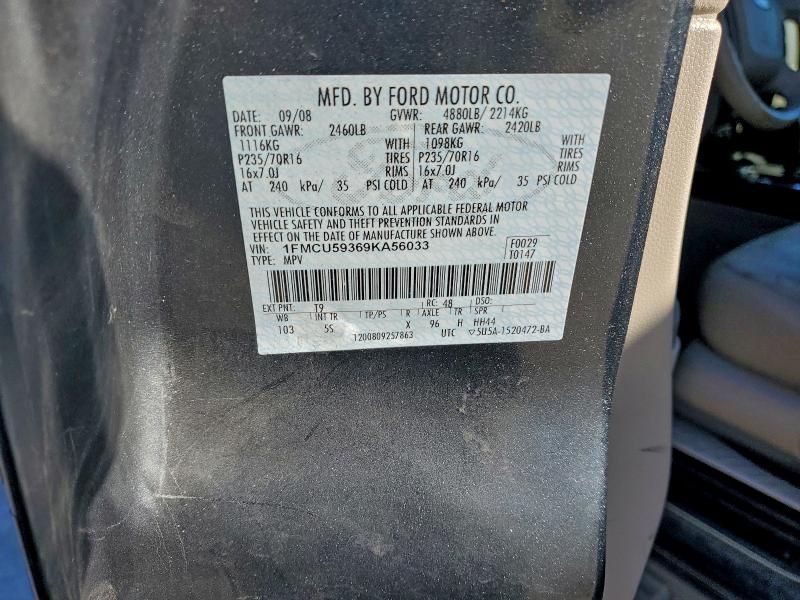 MFD. BY FORD MOTOR CO.
DATE: 09/08 GVWR: 4880LB/ 2214KG
FRONT GAWR: 2460LB REAR GAWR: 2420LB
1116KG WITH 1098KG WITH
P235/70R16 TIRES P235/70R16 TIRES
16x7.0J RIMS 16x7.0J RIMS
AT 240 kPa/ 35 PSI COLD AT 240 kPa/ 35 PSI COLD
THIS VEHICLE CONFORMS TO ALL APPLICABLE FEDERAL MOTOR
VEHICLE SAFETY AND THEFT PREVENTION STANDARDS IN
EFFECT ON THE DATE OF MANUFACTURE SHOWN ABOVE.
VIN: 1FMCU59369KA56033 F0029
TYPE: MPV T0147
EXT PNT: T9 RC: 48 DSO:
WB INT TR TP/PS R AXLE TR SPR
103 5S X 96 H HH44
1200809257863 UTC ▽5U5A-1520472-BA